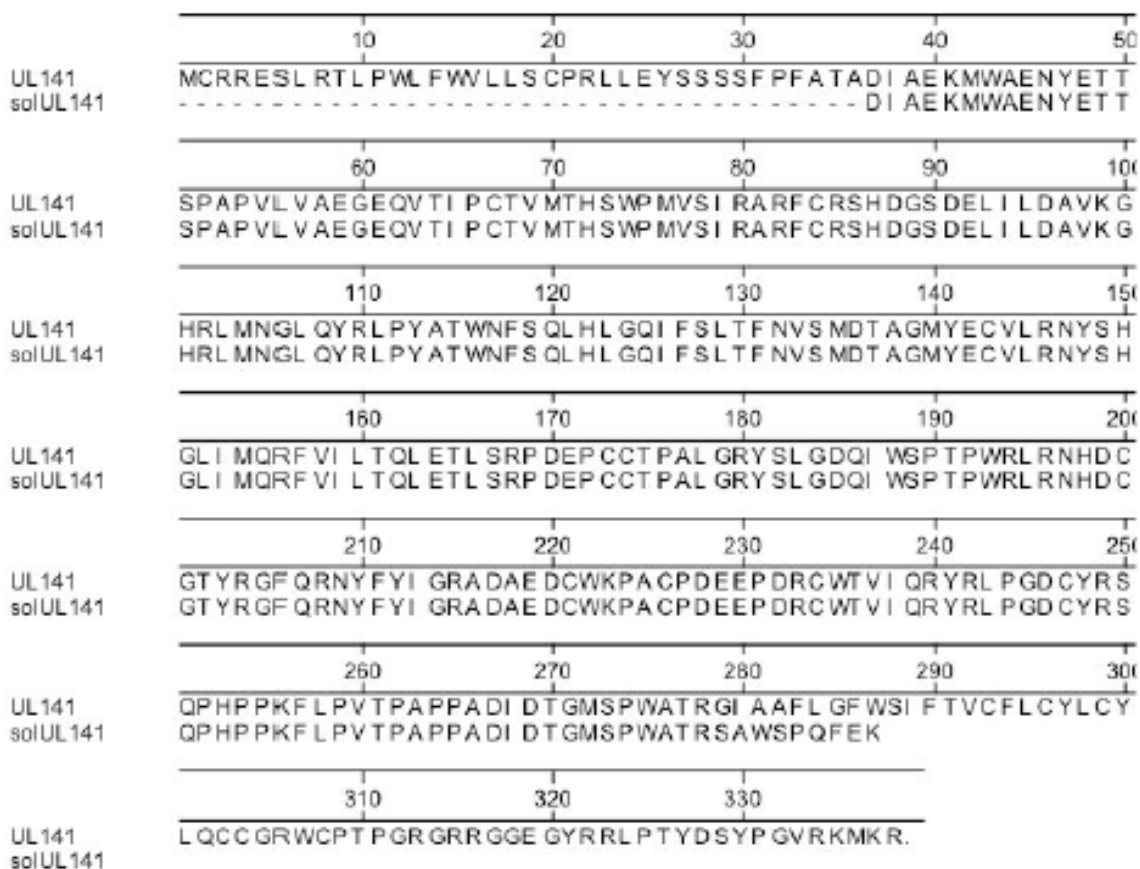 10 20 30 40 50
UL141 MCRRESLRTLPWLFWVLLSCPRLLEYSSSSFPFATADIAEKMWAENYETT
solUL141 ------------------------------------DIAEKMWAENYETT
60 70 80 90 100
UL141 SPAPVLVAEGEQVTIPCTVMTHSWPMVSIRARFCRSHDGSDELILDAVKG
solUL141 SPAPVLVAEGEQVTIPCTVMTHSWPMVSIRARFCRSHDGSDELILDAVKG
110 120 130 140 150
UL141 HRLMNGLQYRLPYATWNFSQLHLGQIFSLTFNVSMDTAGMYECVLRNYSH
solUL141 HRLMNGLQYRLPYATWNFSQLHLGQIFSLTFNVSMDTAGMYECVLRNYSH
160 170 180 190 200
UL141 GLIMQRFVILTQLETLSRPDEPCCTPALGRYSLGDQIWSPTPWRLRNHDC
solUL141 GLIMQRFVILTQLETLSRPDEPCCTPALGRYSLGDQIWSPTPWRLRNHDC
210 220 230 240 250
UL141 GTYRGFQRNYFYIGRADAEDCWKPACPDEEPDRCWTVIQRYRLPGDCYRS
solUL141 GTYRGFQRNYFYIGRADAEDCWKPACPDEEPDRCWTVIQRYRLPGDCYRS
260 270 280 290 300
UL141 QPHPPKFLPVTPAPPADIDTGMSPWATRGIAAFLGFWSIFTVCFLCYLCY
solUL141 QPHPPKFLPVTPAPPADIDTGMSPWATRSAWSPQFEK
310 320 330
UL141 LQCCGRWCPTPGRGRRGGEGYRRLPTYDSYPGVRKMKR.
solUL141